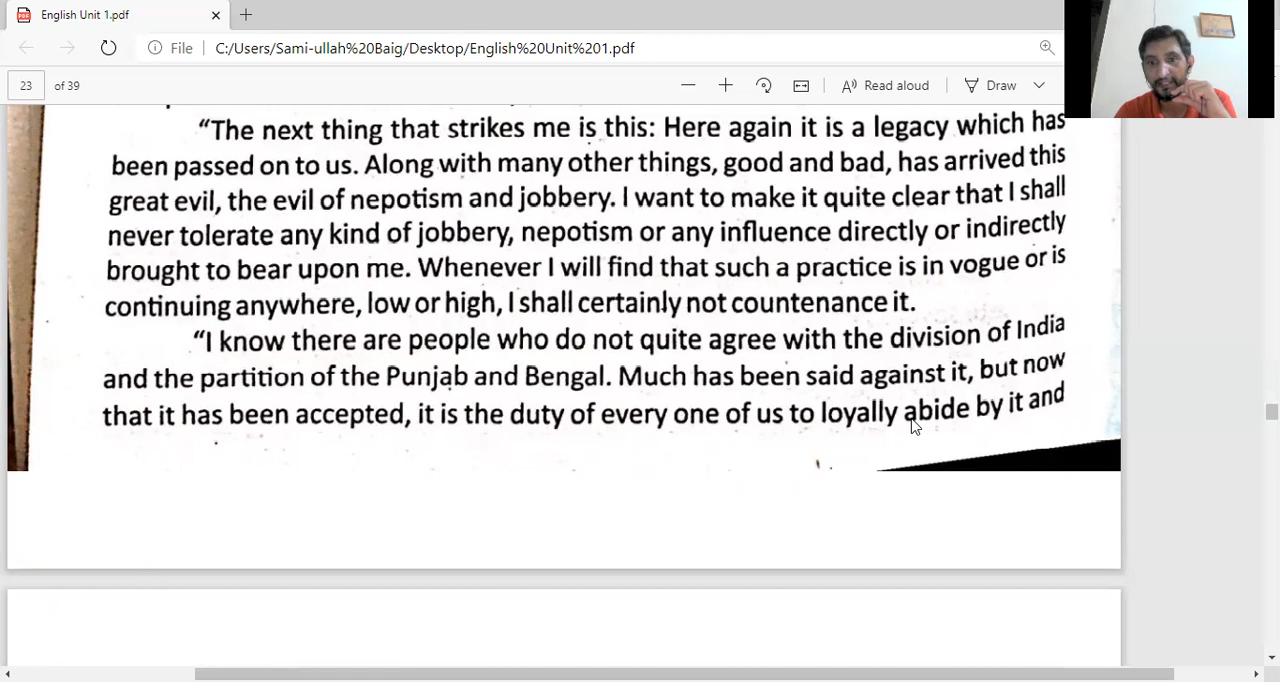 English Unit 1.pdf
File
C:/Users/Sami-ullah%20Baig/Desktop/English%20Unit%201.pdf
23 of 39
Read aloud
Draw
“The next thing that strikes me is this: Here again it is a legacy which has
been passed on to us. Along with many other things, good and bad, has arrived this
great evil, the evil of nepotism and jobbery. I want to make it quite clear that I shall
never tolerate any kind of jobbery, nepotism or any influence directly or indirectly
brought to bear upon me. Whenever I will find that such a practice is in vogue or is
continuing anywhere, low or high, I shall certainly not countenance it.
“I know there are people who do not quite agree with the division of India
and the partition of the Punjab and Bengal. Much has been said against it, but now
that it has been accepted, it is the duty of every one of us to loyally abide by it and